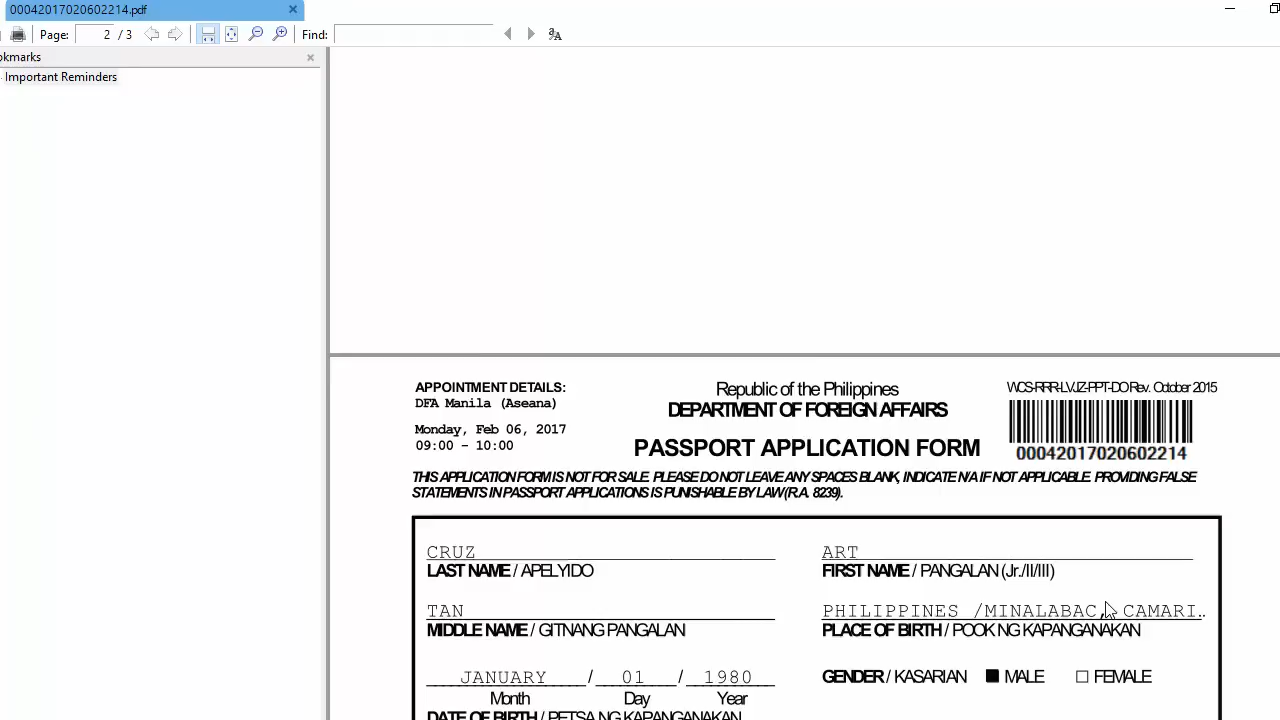 00042017020602214.pdf
Page: 2 / 3 Find:
okmarks
Important Reminders
APPOINTMENT DETAILS:
DFA Manila (Aseana)
Monday, Feb 06, 2017
09:00 – 10:00
Republic of the Philippines
DEPARTMENT OF FOREIGN AFFAIRS
PASSPORT APPLICATION FORM
WCS-RRR-LVJZ-PPT-DO Rev. October 2015
00042017020602214
THIS APPLICATION FORM IS NOT FOR SALE. PLEASE DO NOT LEAVE ANY SPACES BLANK, INDICATE N/A IF NOT APPLICABLE. PROVIDING FALSE
STATEMENTS IN PASSPORT APPLICATIONS IS PUNISHABLE BY LAW (R.A. 8239).
CRUZ ART
LAST NAME / APELYIDO FIRST NAME / PANGALAN (Jr./II/III)
TAN PHILIPPINES /MINALABAC, CAMARI..
MIDDLE NAME / GITNANG PANGALAN PLACE OF BIRTH / POOK NG KAPANGANAKAN
JANUARY / 01 / 1980 GENDER / KASARIAN MALE FEMALE
Month Day Year
DATE OF BIRTH / PETSA NG KAPANGANAKAN